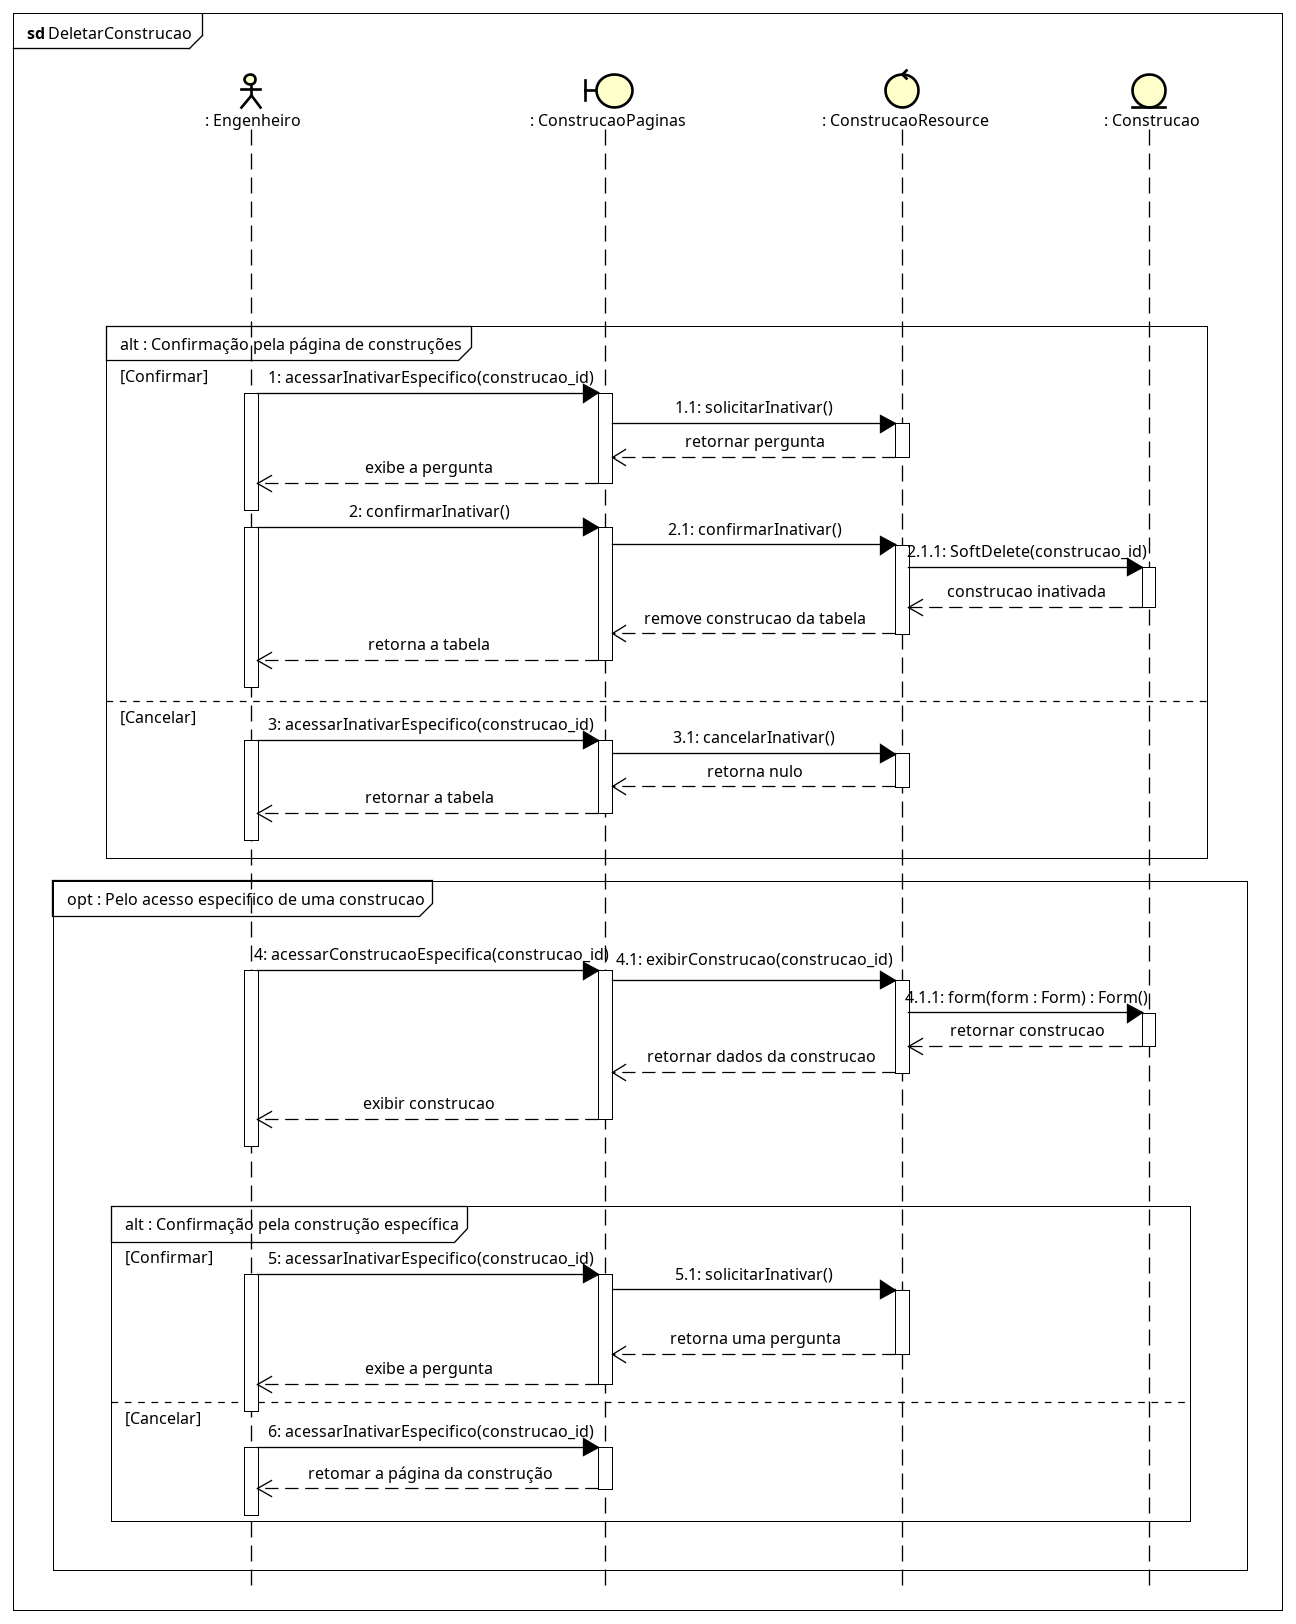 sd DeletarConstrucao
: Engenheiro
: ConstrucaoPaginas
: ConstrucaoResource
: Construcao
alt : Confirmação pela página de construções
[Confirmar]
1: acessarInativarEspecifico(construcao_id)
1.1: solicitarInativar()
retornar pergunta
exibe a pergunta
2: confirmarInativar()
2.1: confirmarInativar()
2.1.1: SoftDelete(construcao_id)
construcao inativada
remove construcao da tabela
retorna a tabela
[Cancelar]
3: acessarInativarEspecifico(construcao_id)
3.1: cancelarInativar()
retorna nulo
retornar a tabela
opt : Pelo acesso especifico de uma construcao
4: acessarConstrucaoEspecifica(construcao_id)
4.1: exibirConstrucao(construcao_id)
4.1.1: form(form : Form) : Form()
retornar construcao
retornar dados da construcao
exibir construcao
alt : Confirmação pela construção específica
[Confirmar]
5: acessarInativarEspecifico(construcao_id)
5.1: solicitarInativar()
retorna uma pergunta
exibe a pergunta
[Cancelar]
6: acessarInativarEspecifico(construcao_id)
retomar a página da construção